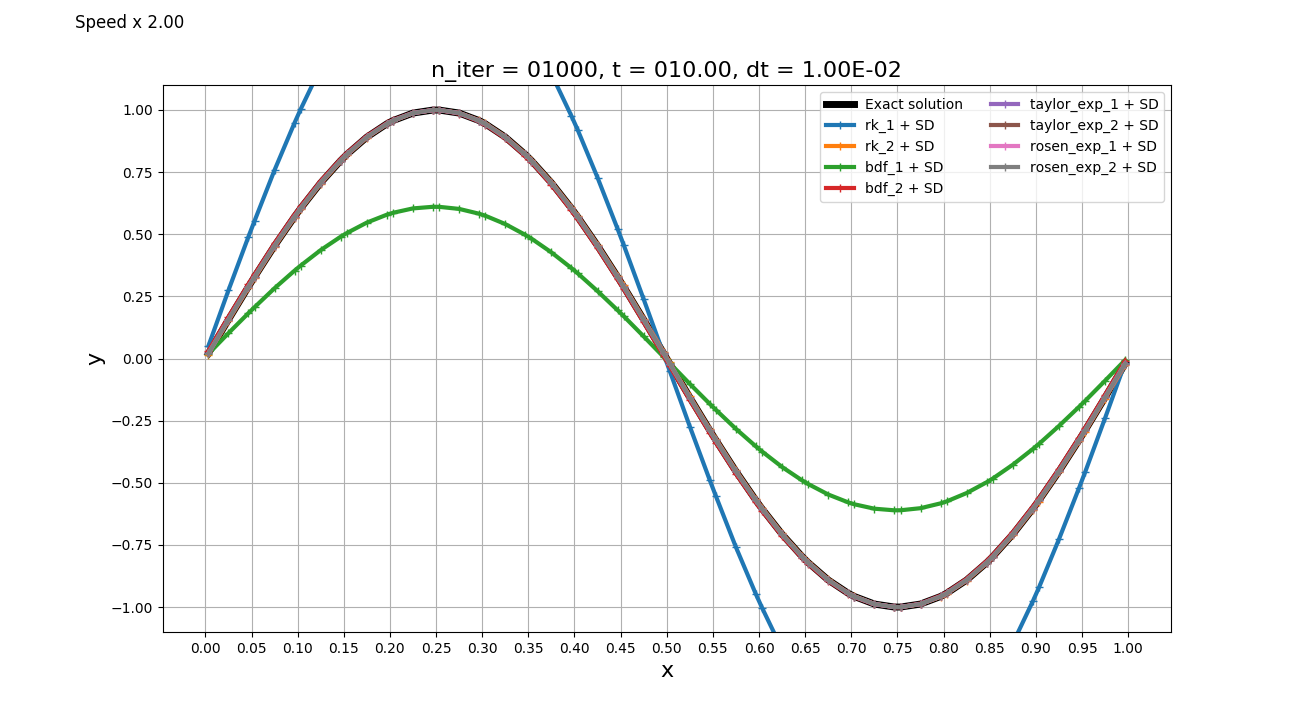 Speed x 2.00
n_iter = 01000, t = 010.00, dt = 1.00E-02
Exact solution
rk_1 + SD
rk_2 + SD
bdf_1 + SD
bdf_2 + SD
taylor_exp_1 + SD
taylor_exp_2 + SD
rosen_exp_1 + SD
rosen_exp_2 + SD
y
1.00
0.75
0.50
0.25
0.00
−0.25
−0.50
−0.75
−1.00
0.00 0.05 0.10 0.15 0.20 0.25 0.30 0.35 0.40 0.45 0.50 0.55 0.60 0.65 0.70 0.75 0.80 0.85 0.90 0.95 1.00
x